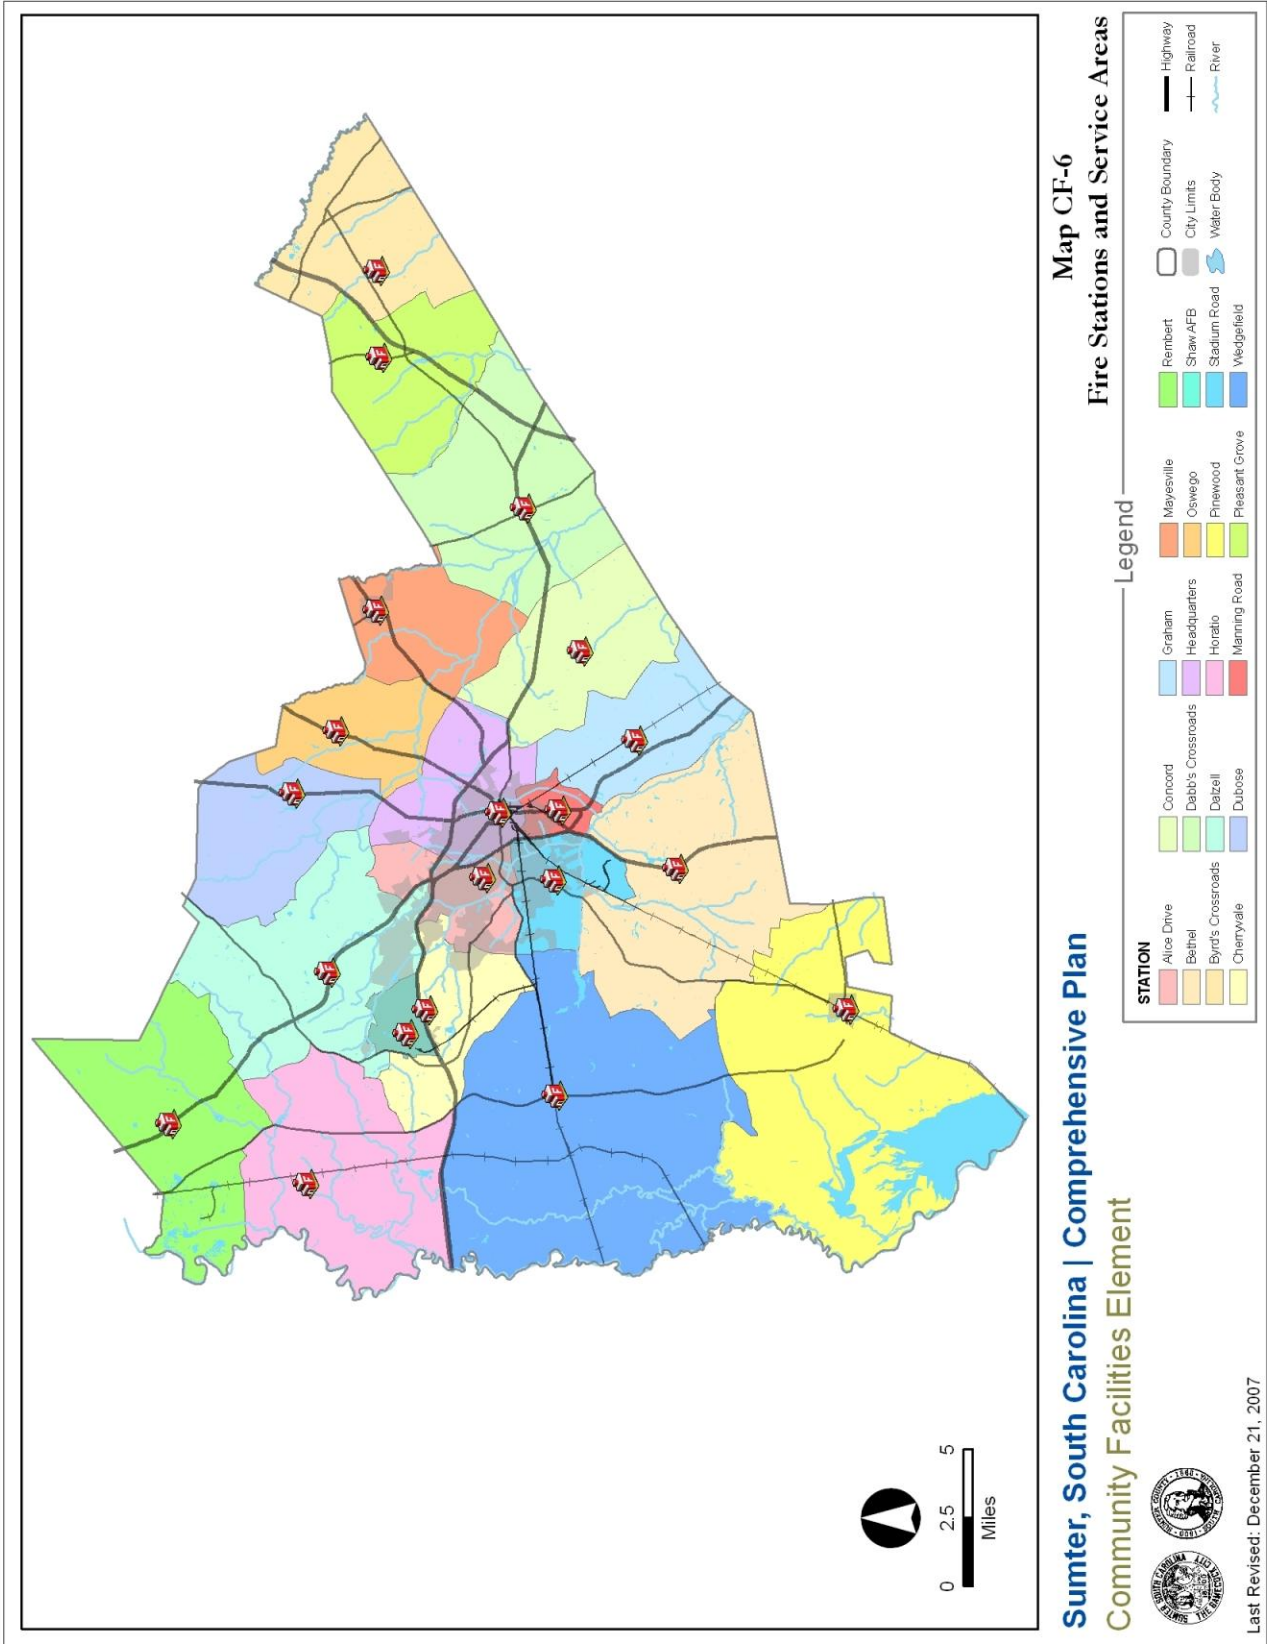 Map CF-6
Fire Stations and Service Areas
Legend
STATION
Alice Drive
Bethel
Byrd's Crossroads
Cherryvale
Concord
Dabb's Crossroads
Dalzell
Dubose
Graham
Headquarters
Horatio
Manning Road
Mayesville
Oswego
Pinewood
Pleasant Grove
Rembert
Shaw AFB
Stadium Road
Wedgefield
County Boundary
City Limits
Water Body
Highway
Railroad
River
0 2.5 5
Miles
Sumter, South Carolina | Comprehensive Plan
Community Facilities Element
Last Revised: December 21, 2007